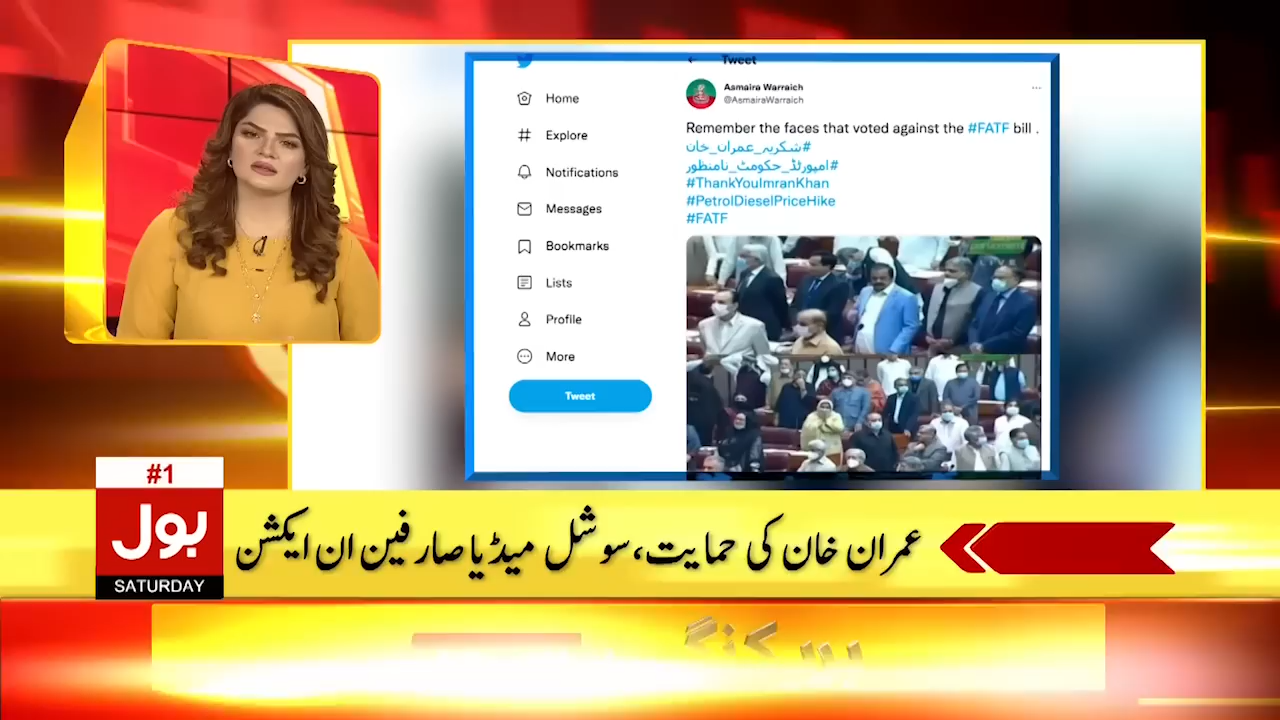 Tweet
Home
Explore
Notifications
Messages
Bookmarks
Lists
Profile
More
Tweet
Asmaira Warraich
@AsmairaWarraich
Remember the faces that voted against the #FATF bill .
#شکریہ_عمران_خان
#امپورٹڈ_حکومت_نامنظور
#ThankYouImranKhan
#PetrolDieselPriceHike
#FATF
#1
بول
SATURDAY
عمران خان کی حمایت، سوشل میڈیا صارفین ان ایکشن